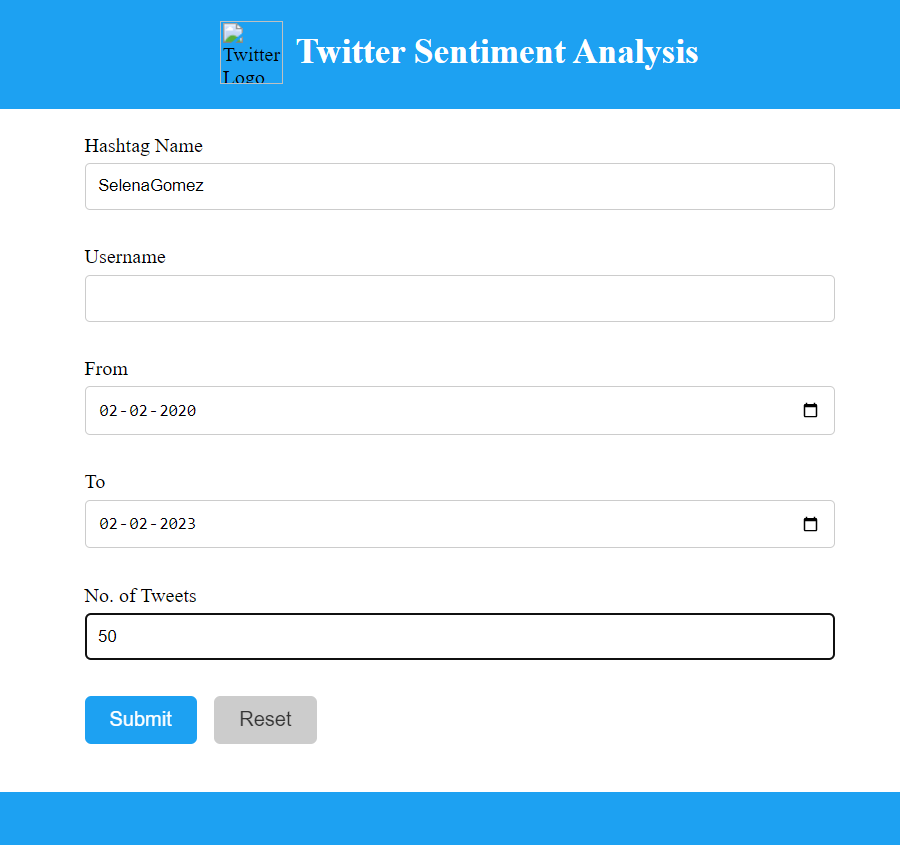 Twitter
Logo
Twitter Sentiment Analysis
Hashtag Name
SelenaGomez
Username
From
02-02-2020
To
02-02-2023
No. of Tweets
50
Submit
Reset